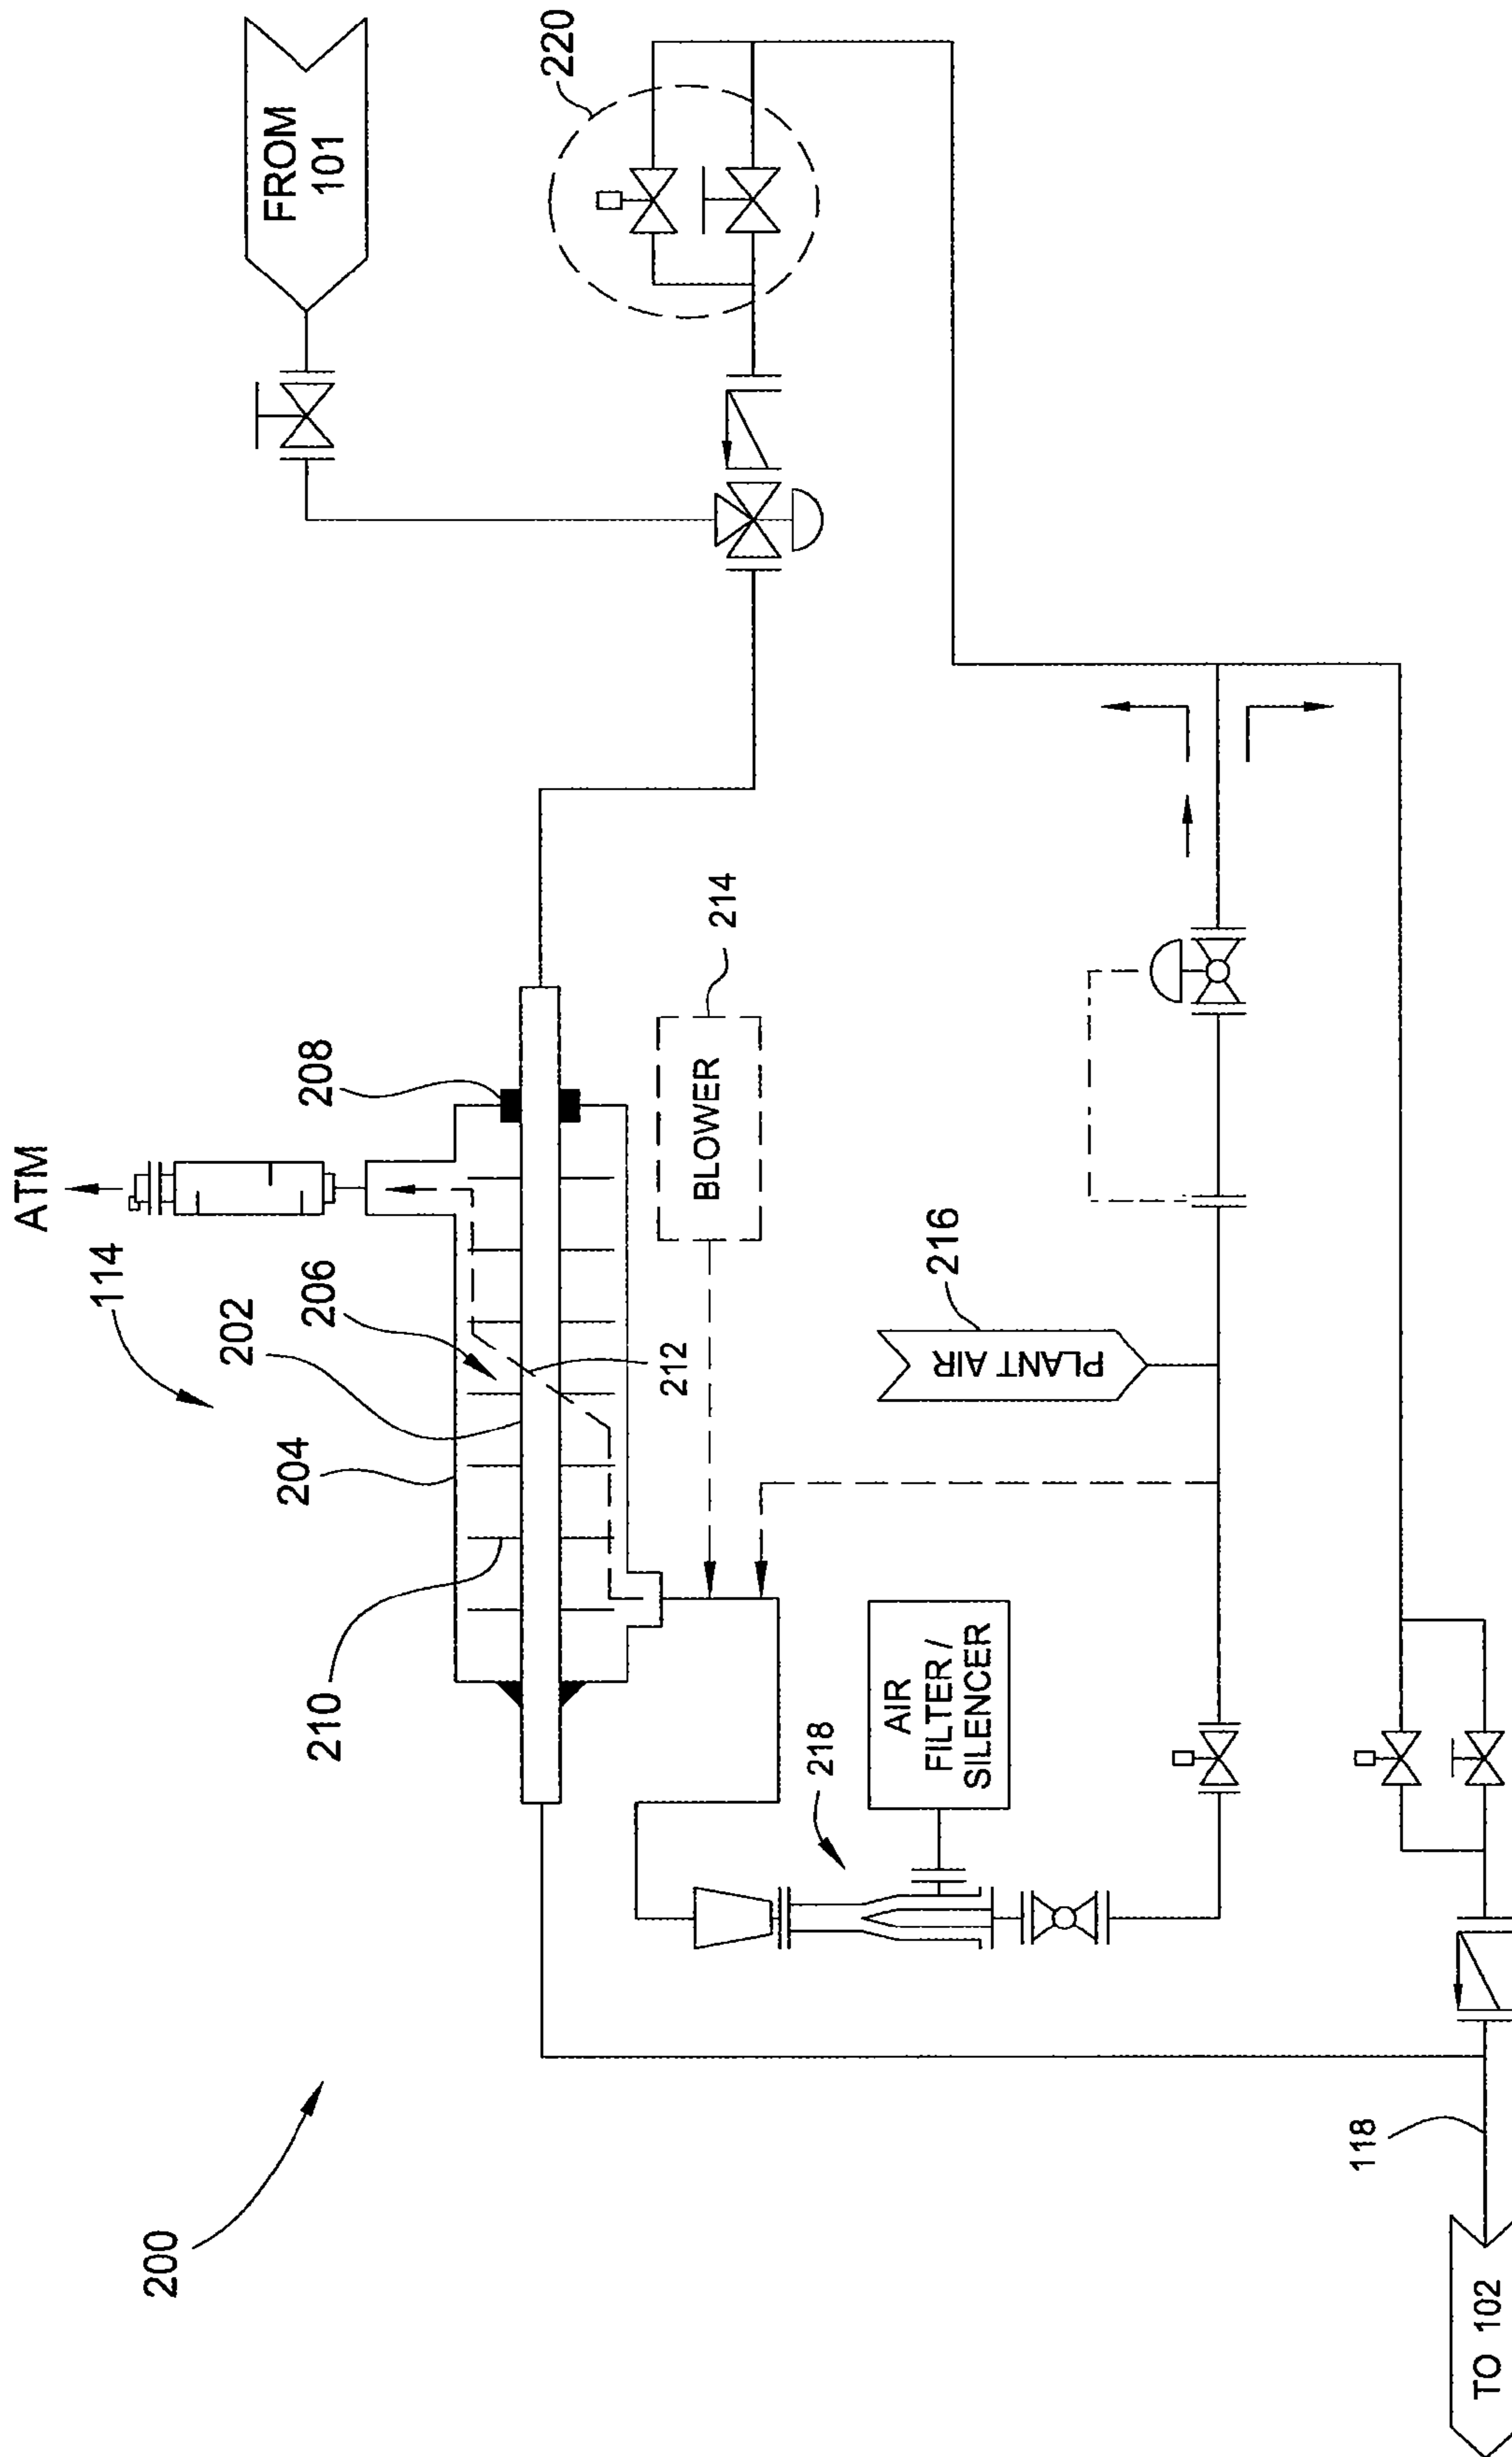 ATM
114
202
204
206
208
210
212
BLOWER
214
FROM
101
220
PLANT AIR
216
AIR
FILTER /
SILENCER
218
200
118
TO 102